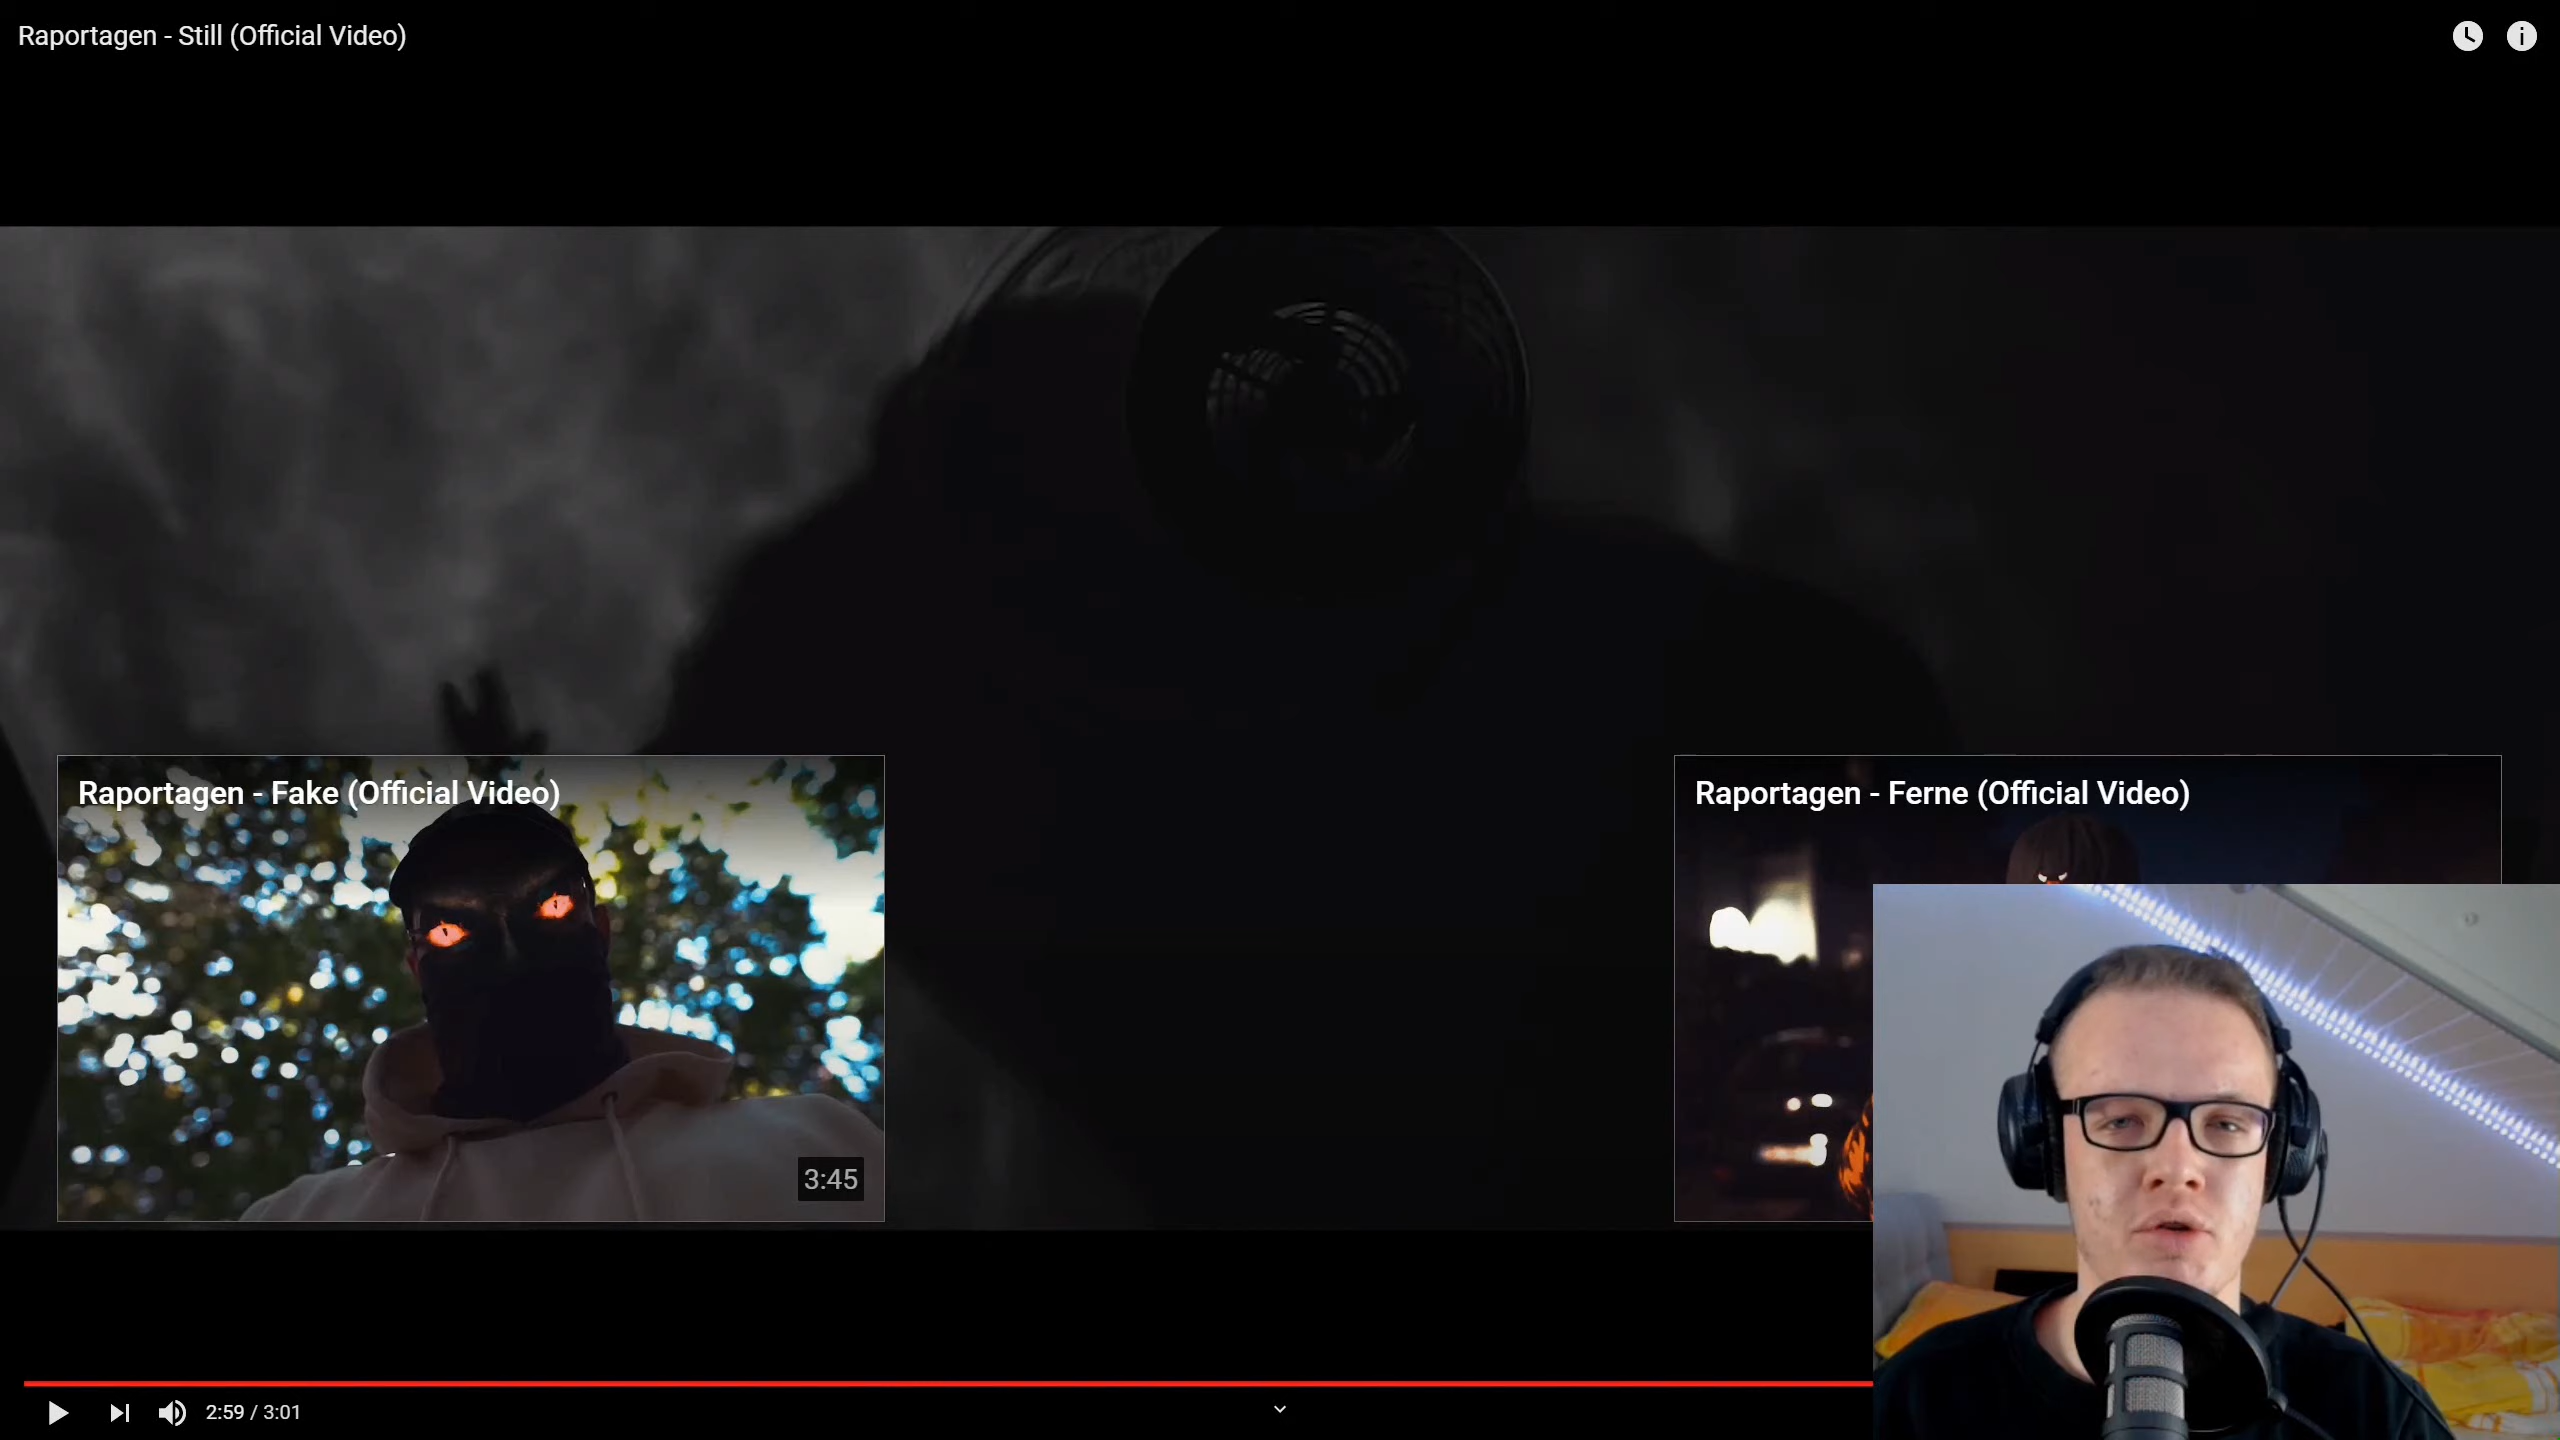 Raportagen - Still (Official Video)
Raportagen - Fake (Official Video)
3:45
Raportagen - Ferne (Official Video)
2:59 / 3:01